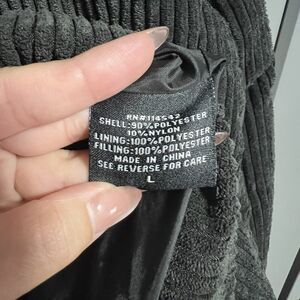 RN#114542
SHELL:90%POLYESTER
10%NYLON
LINING:100%POLYESTER
FILLING:100%POLYESTER
MADE IN CHINA
SEE REVERSE FOR CARE
L